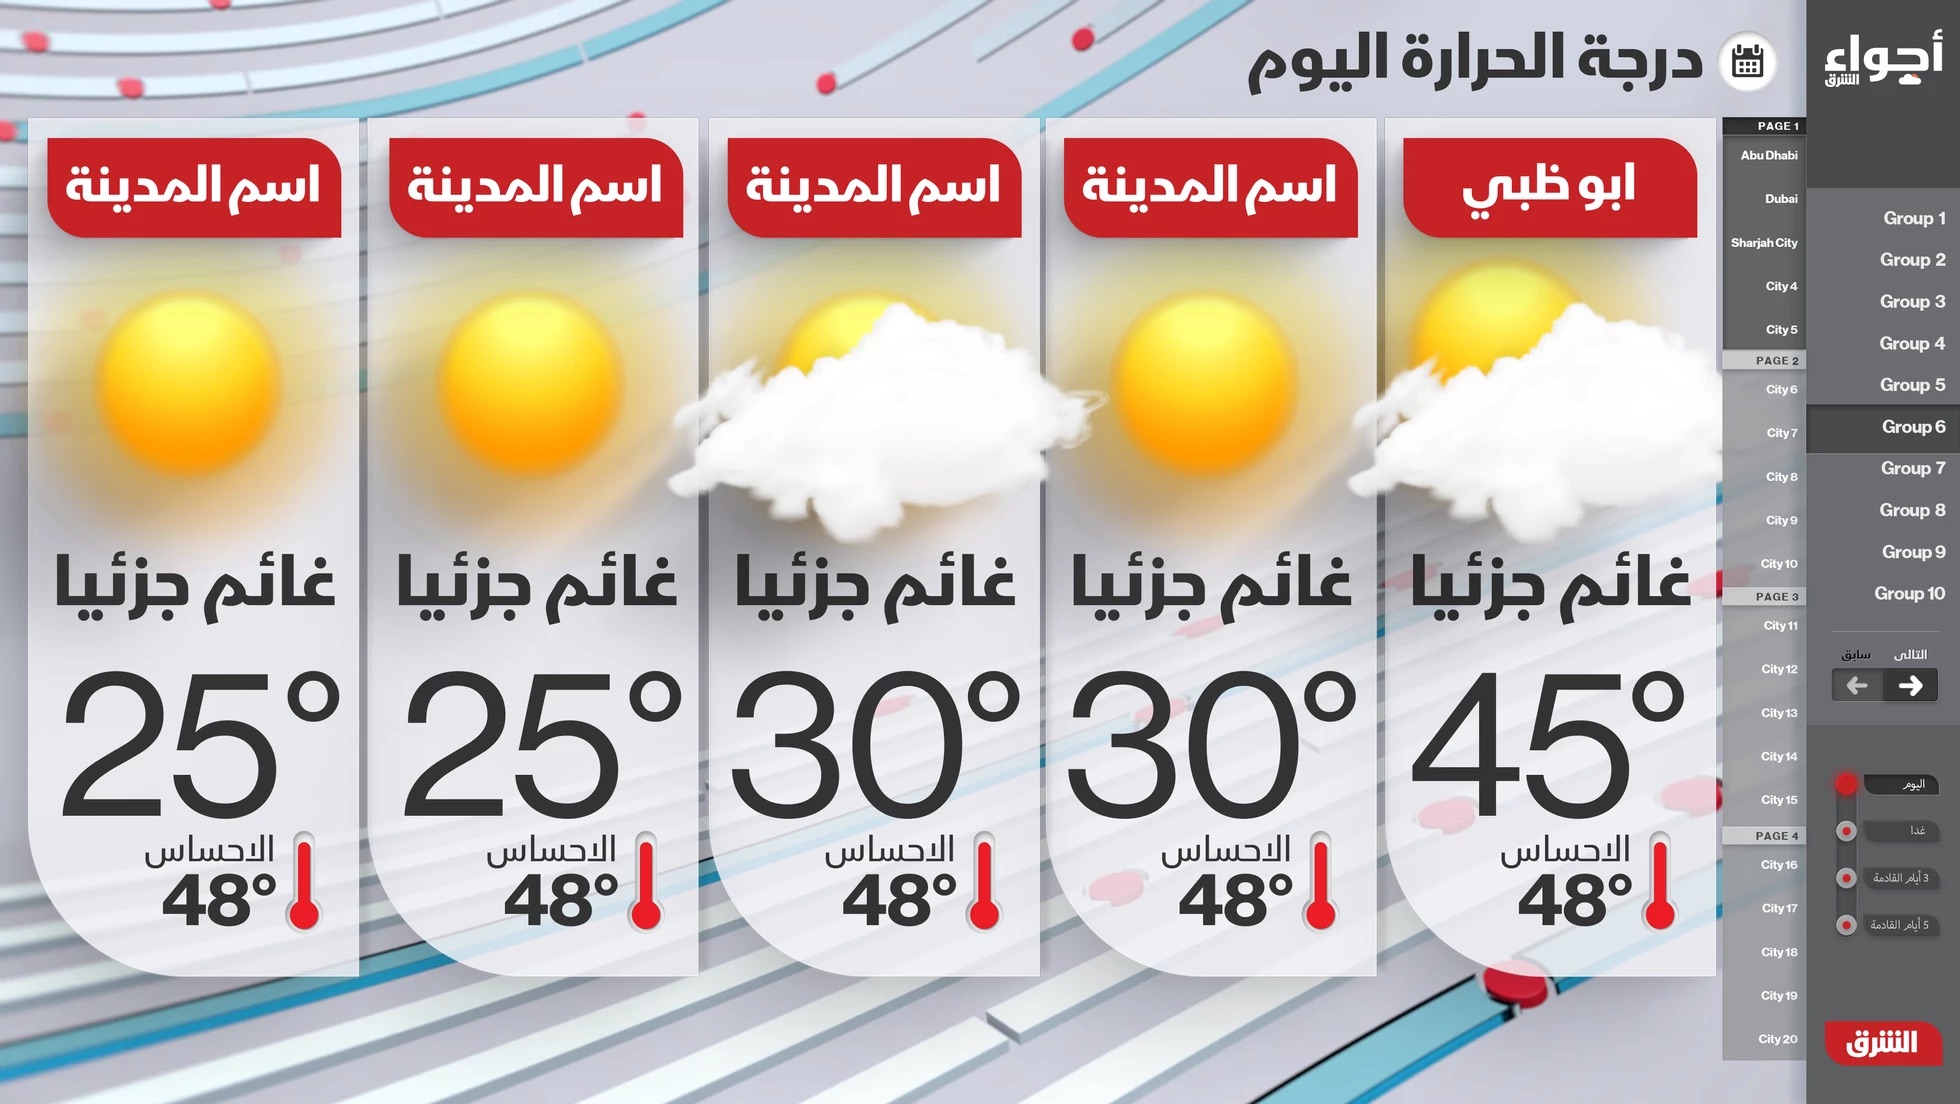 أجواء
الشرق
درجة الحرارة اليوم
ابوظبي
غائم جزئيا
45°
الاحساس
48°
اسم المدينة
غائم جزئيا
30°
الاحساس
48°
اسم المدينة
غائم جزئيا
30°
الاحساس
48°
اسم المدينة
غائم جزئيا
25°
الاحساس
48°
اسم المدينة
غائم جزئيا
25°
الاحساس
48°
PAGE 1
Abu Dhabi
Dubai
Sharjah City
City 4
City 5
PAGE 2
City 6
City 7
City 8
City 9
City 10
PAGE 3
City 11
City 12
City 13
City 14
City 15
PAGE 4
City 16
City 17
City 18
City 19
City 20
Group 1
Group 2
Group 3
Group 4
Group 5
Group 6
Group 7
Group 8
Group 9
Group 10
التالى سابق
اليوم
غدا
3 أيام القادمة
5 أيام القادمة
الشرق